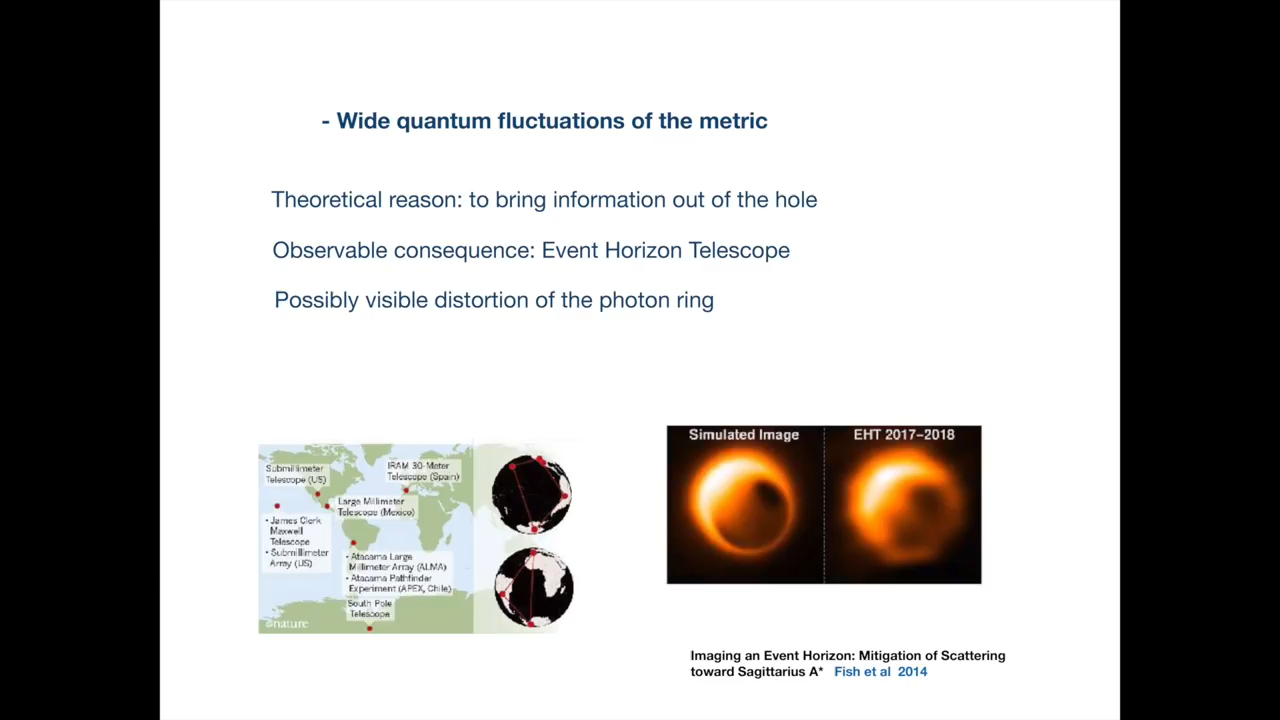 - Wide quantum fluctuations of the metric
Theoretical reason: to bring information out of the hole
Observable consequence: Event Horizon Telescope
Possibly visible distortion of the photon ring
Submillimeter
Telescope (US)
IRAM 30-Meter
Telescope (Spain)
Large Millimeter
Telescope (Mexico)
• James Clerk
Maxwell
Telescope
• Submillimeter
Array (US)
• Atacama Large
Millimeter Array (ALMA)
• Atacama Pathfinder
Experiment (APEX, Chile)
South Pole
Telescope
©nature
Simulated Image
EHT 2017–2018
Imaging an Event Horizon: Mitigation of Scattering
toward Sagittarius A* Fish et al 2014